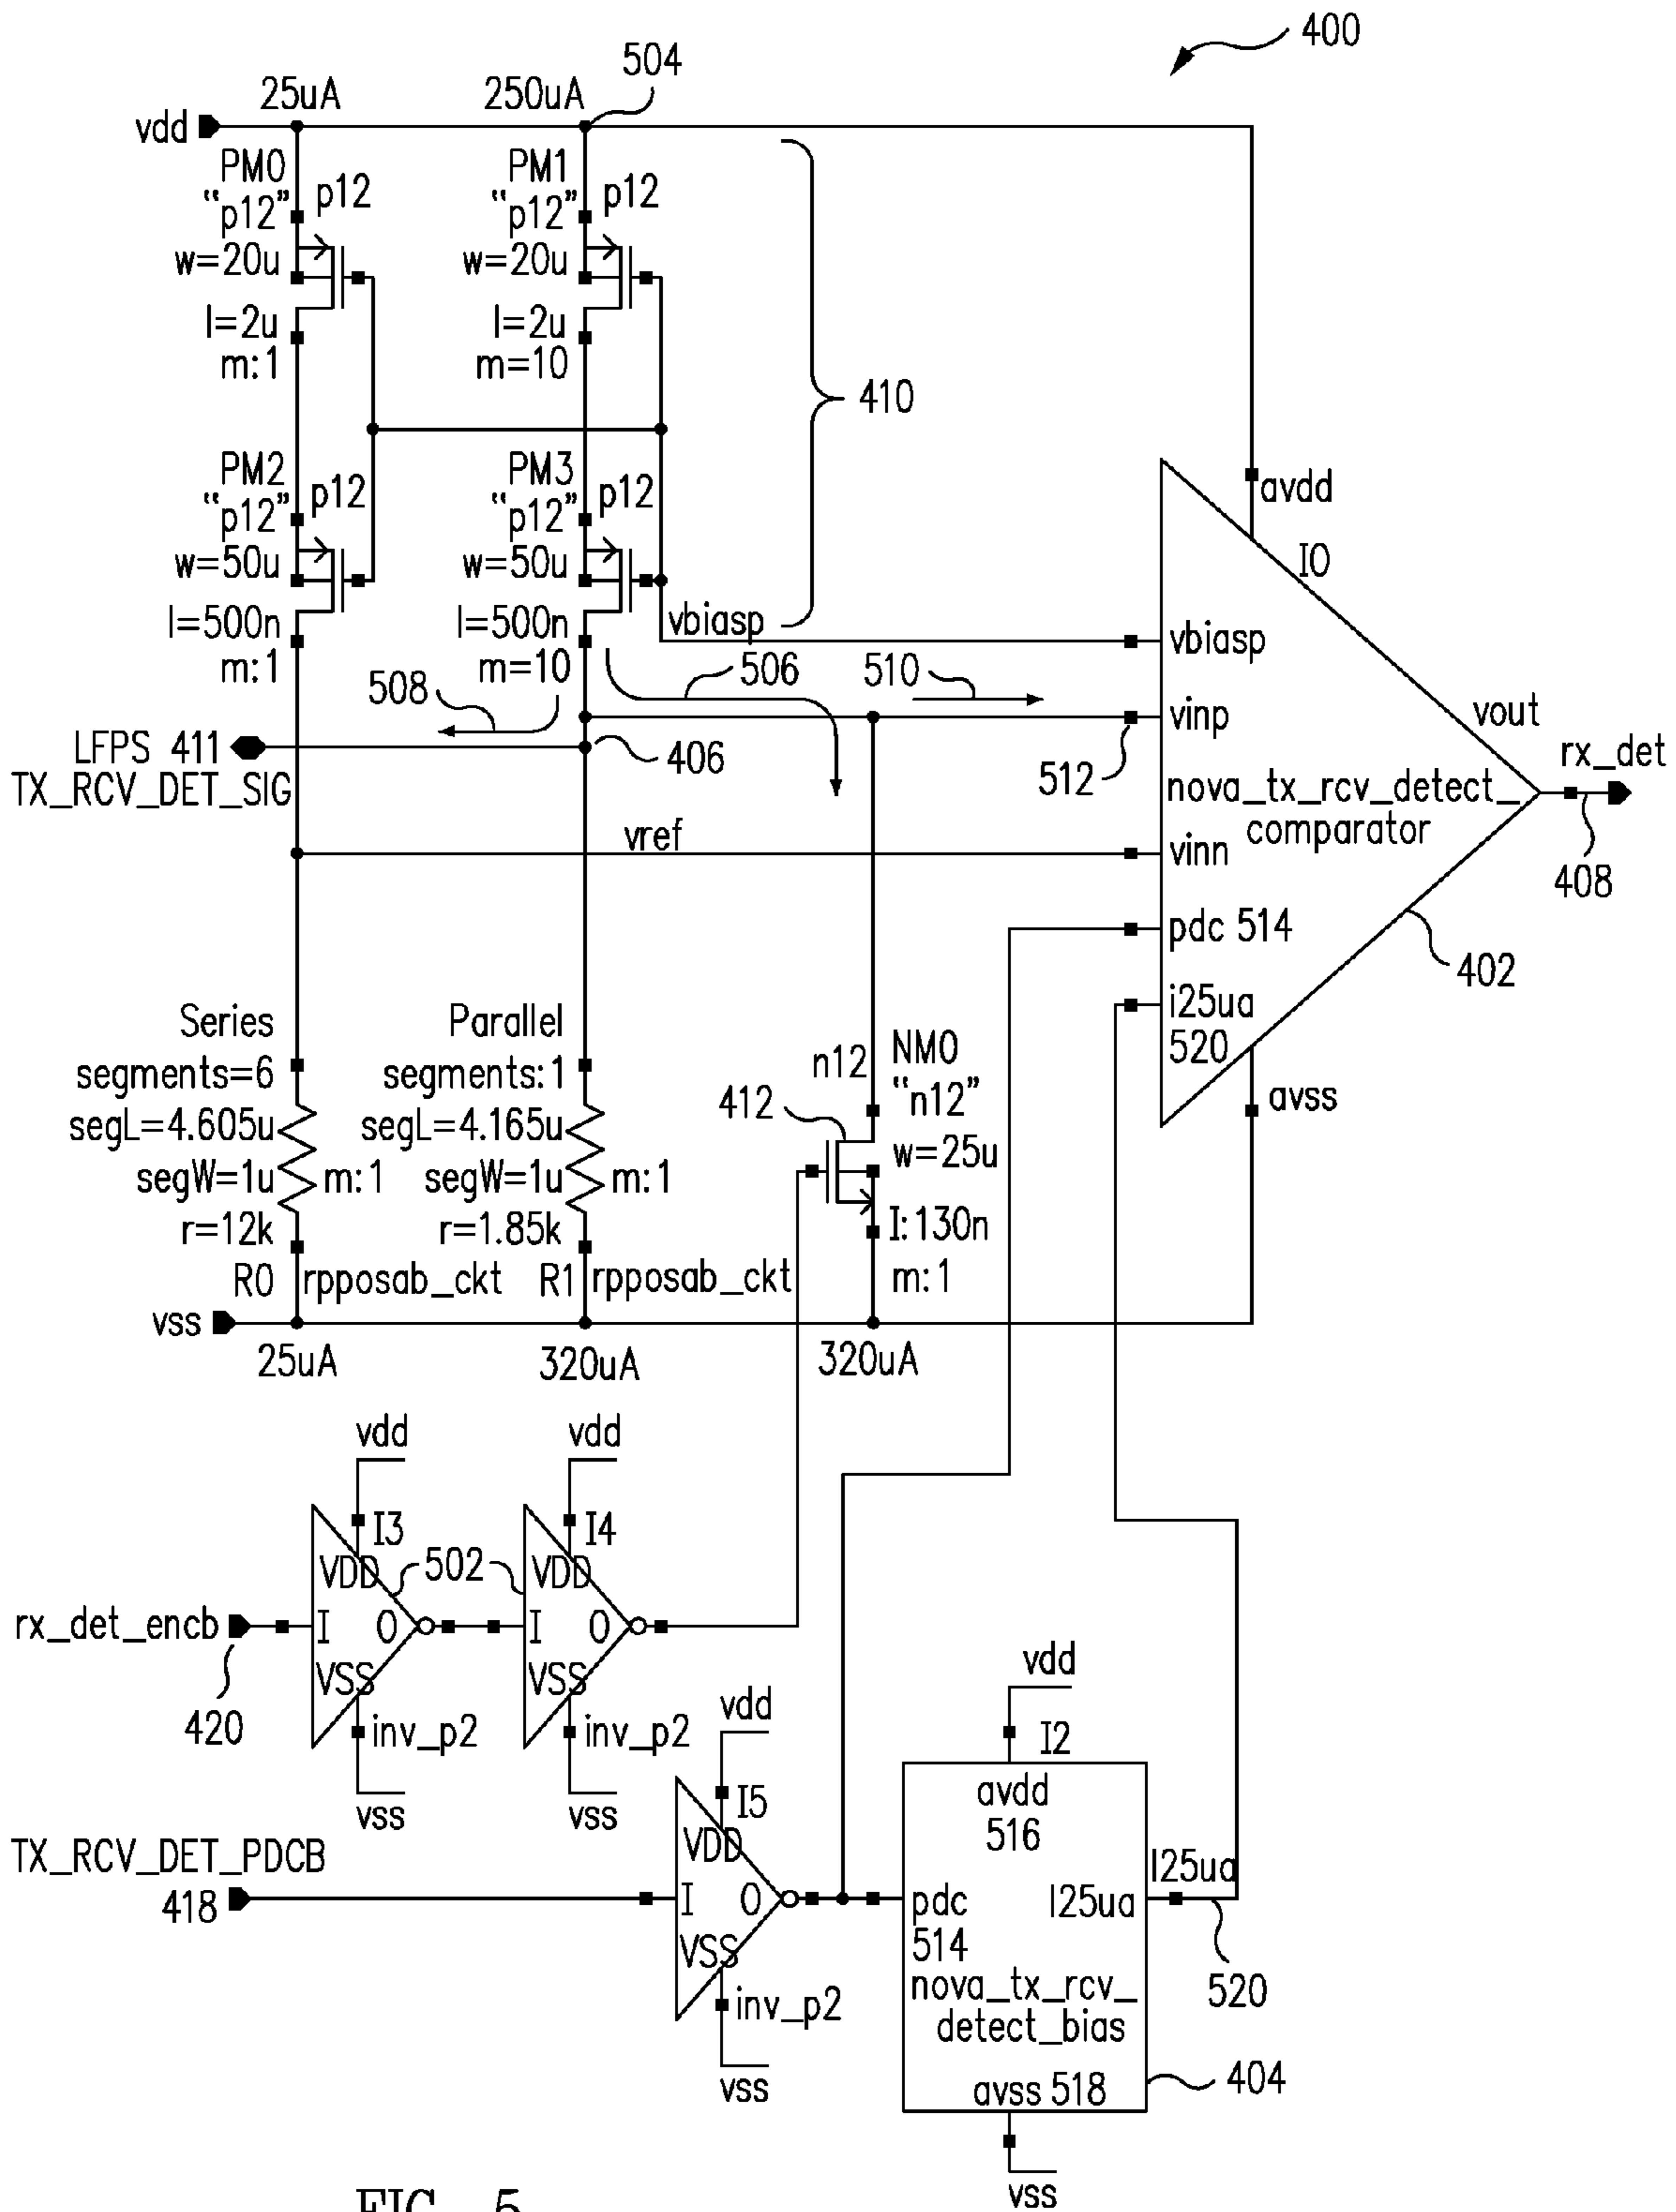 400
504
25uA
250uA
vdd
PM0
"p12"
p12
w=20u
l=2u
m:1
PM1
"p12"
p12
w=20u
l=2u
m=10
410
PM2
"p12"
p12
w=50u
l=500n
m:1
PM3
"p12"
p12
w=50u
l=500n
m=10
vbiasp
avdd
I0
vbiasp
506
510
508
vinp
vout
LFPS 411
TX_RCV_DET_SIG
406
512
rx_det
nova_tx_rcv_detect_
comparator
vref
vinn
408
pdc 514
402
i25ua
520
avss
Series
segments=6
segL=4.605u
segW=1u
m:1
r=12k
R0
rpposab_ckt
Parallel
segments:1
segL=4.165u
segW=1u
m:1
r=1.85k
R1
rpposab_ckt
n12
NM0
"n12"
412
w=25u
I:130n
m:1
vss
25uA
320uA
320uA
vdd
vdd
I3
I4
VDD
502
VDD
rx_det_encb
I
O
I
O
VSS
VSS
420
inv_p2
inv_p2
vss
vss
vdd
I5
VDD
TX_RCV_DET_PDCB
418
I
O
VSS
inv_p2
vss
vdd
I2
avdd
516
I25ua
pdc
514
I25ua
520
nova_tx_rcv_
detect_bias
avss 518
404
vss
FIG. 5